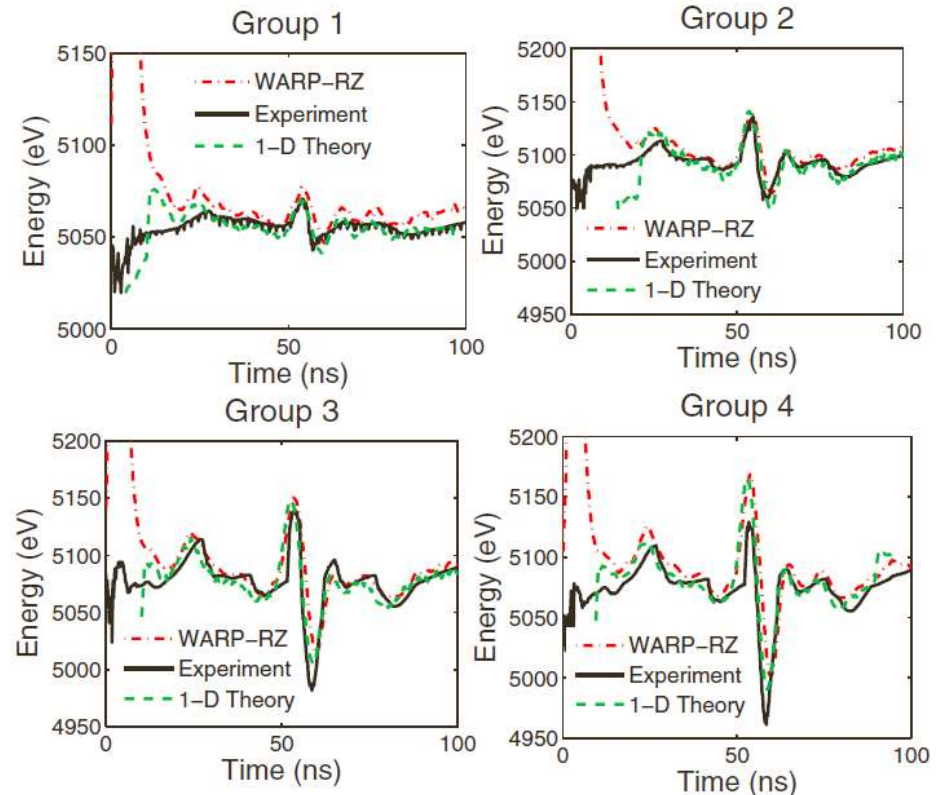 Group 1
5150
5100
5050
5000
Energy (eV)
WARP-RZ
Experiment
1-D Theory
0
50
100
Time (ns)
Group 2
5200
5150
5100
5050
5000
4950
Energy (eV)
WARP-RZ
Experiment
1-D Theory
0
50
100
Time (ns)
Group 3
5200
5150
5100
5050
5000
4950
Energy (eV)
WARP-RZ
Experiment
1-D Theory
0
50
100
Time (ns)
Group 4
5200
5150
5100
5050
5000
4950
Energy (eV)
WARP-RZ
Experiment
1-D Theory
0
50
100
Time (ns)